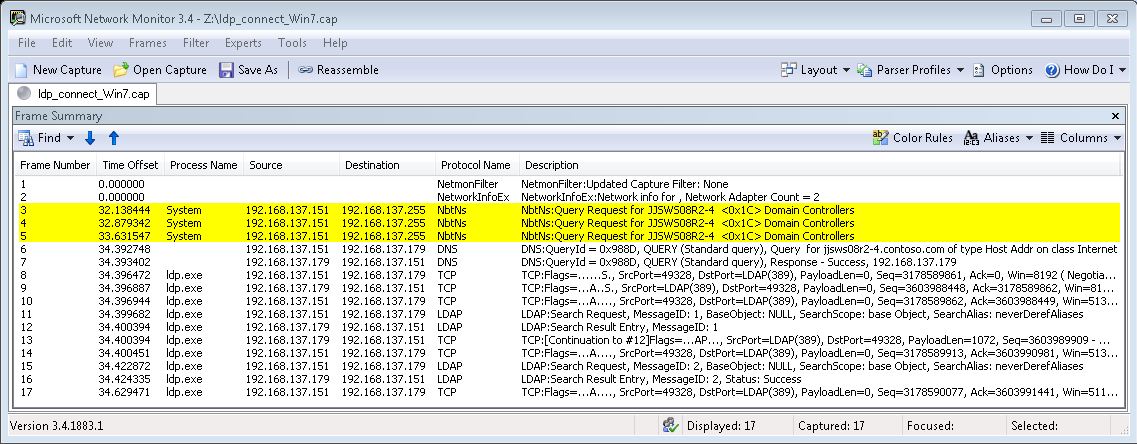 Microsoft Network Monitor 3.4 - Z:\ldp_connect_Win7.cap
File Edit View Frames Filter Experts Tools Help
New Capture Open Capture Save As Reassemble Layout Parser Profiles Options How Do I
ldp_connect_Win7.cap
Frame Summary
Find Color Rules Aliases Columns
Frame Number Time Offset Process Name Source Destination Protocol Name Description
1 0.000000 NetmonFilter NetmonFilter:Updated Capture Filter: None
2 0.000000 NetworkInfoEx NetworkInfoEx:Network info for , Network Adapter Count = 2
3 32.138444 System 192.168.137.151 192.168.137.255 NbtNs NbtNs:Query Request for JJSWS08R2-4 <0x1C> Domain Controllers
4 32.879342 System 192.168.137.151 192.168.137.255 NbtNs NbtNs:Query Request for JJSWS08R2-4 <0x1C> Domain Controllers
5 33.631547 System 192.168.137.151 192.168.137.255 NbtNs NbtNs:Query Request for JJSWS08R2-4 <0x1C> Domain Controllers
6 34.392748 192.168.137.151 192.168.137.179 DNS DNS:QueryId = 0x988D, QUERY (Standard query), Query for jjsws08r2-4.contoso.com of type Host Addr on class Internet
7 34.393402 192.168.137.179 192.168.137.151 DNS DNS:QueryId = 0x988D, QUERY (Standard query), Response - Success, 192.168.137.179
8 34.396472 ldp.exe 192.168.137.151 192.168.137.179 TCP TCP:Flags=......S., SrcPort=49328, DstPort=LDAP(389), PayloadLen=0, Seq=3178589861, Ack=0, Win=8192 ( Negotia...
9 34.396887 ldp.exe 192.168.137.179 192.168.137.151 TCP TCP:Flags=...A..S., SrcPort=LDAP(389), DstPort=49328, PayloadLen=0, Seq=3603988448, Ack=3178589862, Win=81...
10 34.396944 ldp.exe 192.168.137.151 192.168.137.179 TCP TCP:Flags=...A...., SrcPort=49328, DstPort=LDAP(389), PayloadLen=0, Seq=3178589862, Ack=3603988449, Win=513...
11 34.399682 ldp.exe 192.168.137.151 192.168.137.179 LDAP LDAP:Search Request, MessageID: 1, BaseObject: NULL, SearchScope: base Object, SearchAlias: neverDerefAliases
12 34.400394 ldp.exe 192.168.137.179 192.168.137.151 LDAP LDAP:Search Result Entry, MessageID: 1
13 34.400394 ldp.exe 192.168.137.179 192.168.137.151 TCP TCP:[Continuation to #12]Flags=...AP..., SrcPort=LDAP(389), DstPort=49328, PayloadLen=1072, Seq=3603989909 - ...
14 34.400451 ldp.exe 192.168.137.151 192.168.137.179 TCP TCP:Flags=...A...., SrcPort=49328, DstPort=LDAP(389), PayloadLen=0, Seq=3178589913, Ack=3603990981, Win=513...
15 34.422872 ldp.exe 192.168.137.151 192.168.137.179 LDAP LDAP:Search Request, MessageID: 2, BaseObject: NULL, SearchScope: base Object, SearchAlias: neverDerefAliases
16 34.424335 ldp.exe 192.168.137.179 192.168.137.151 LDAP LDAP:Search Result Entry, MessageID: 2, Status: Success
17 34.629471 ldp.exe 192.168.137.151 192.168.137.179 TCP TCP:Flags=...A...., SrcPort=49328, DstPort=LDAP(389), PayloadLen=0, Seq=3178590077, Ack=3603991441, Win=511...
Version 3.4.1883.1 Displayed: 17 Captured: 17 Focused: Selected: